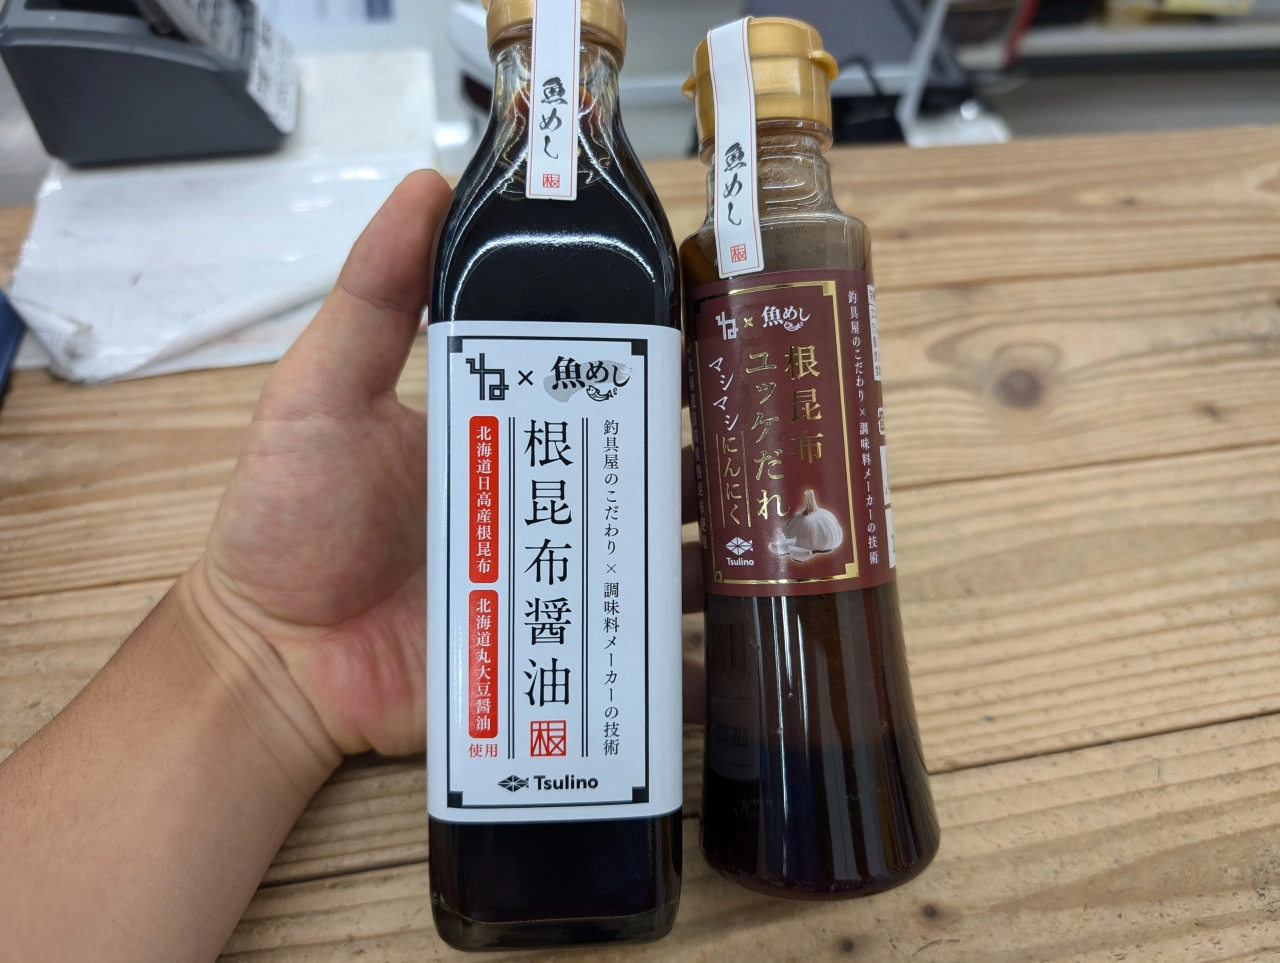 魚めし
根
ね×魚めし
釣具屋のこだわり×調味料メーカーの技術
根昆布醤油
根
北海道日高産根昆布
北海道丸大豆醤油
使用
Tsulino
魚めし
根
ね×魚めし
釣具屋のこだわり×調味料メーカーの技術
根昆布
ユッケだれ
マシマシにんにく
Tsulino